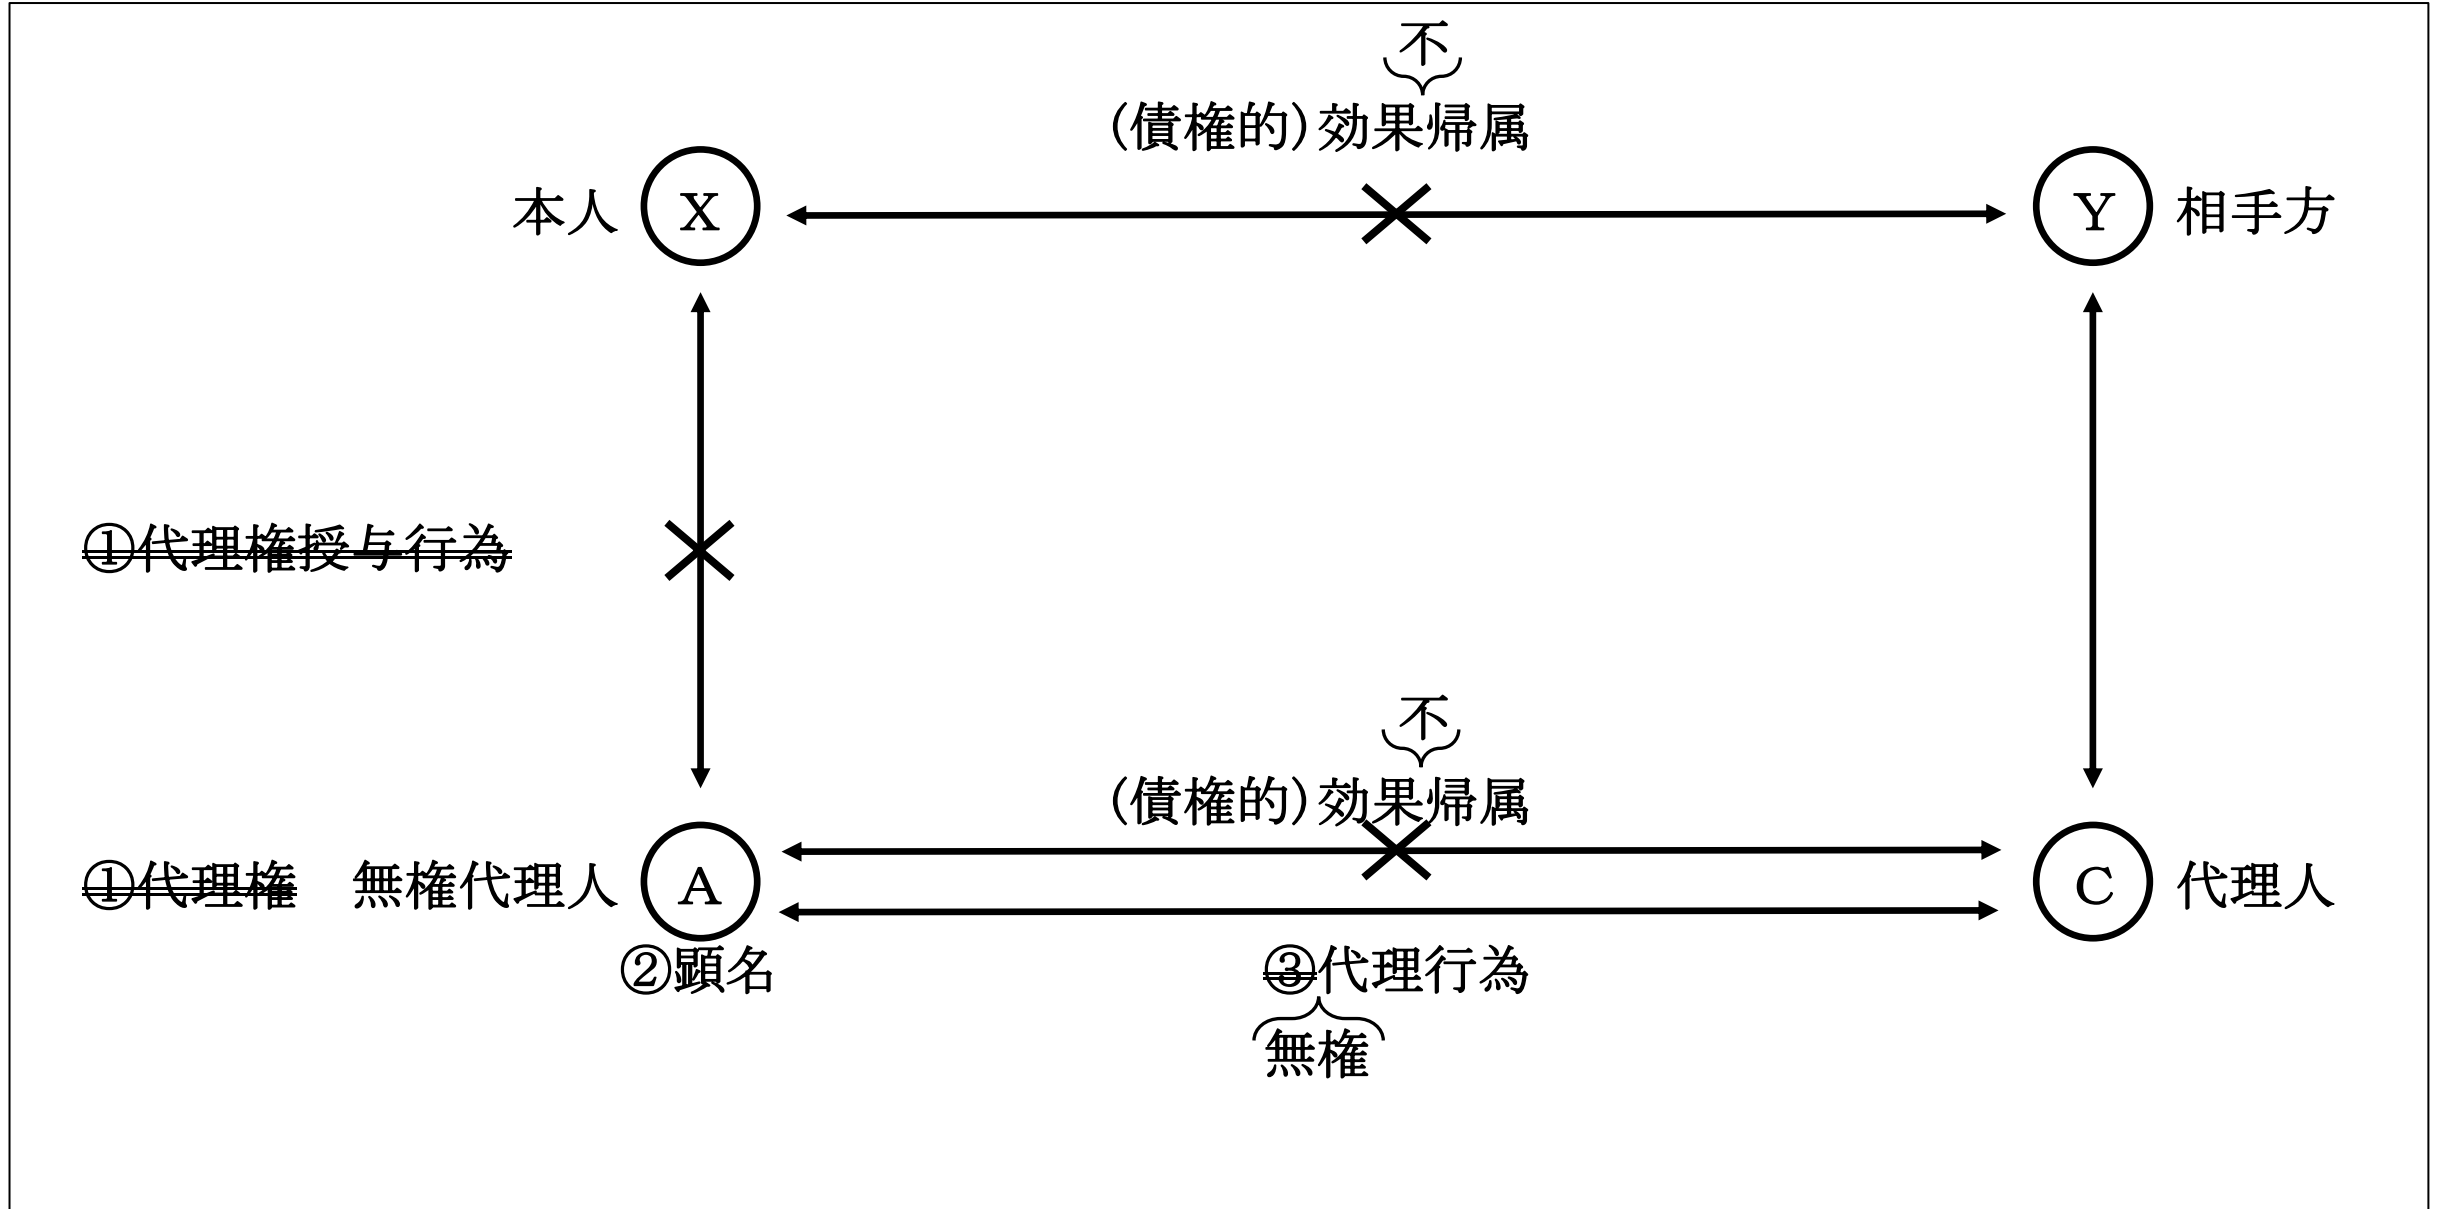 不
(債権的)効果帰属
本人 X
Y 相手方
①代理権授与行為
不
(債権的)効果帰属
①代理権 無権代理人 A
C 代理人
②顕名
③代理行為
無権